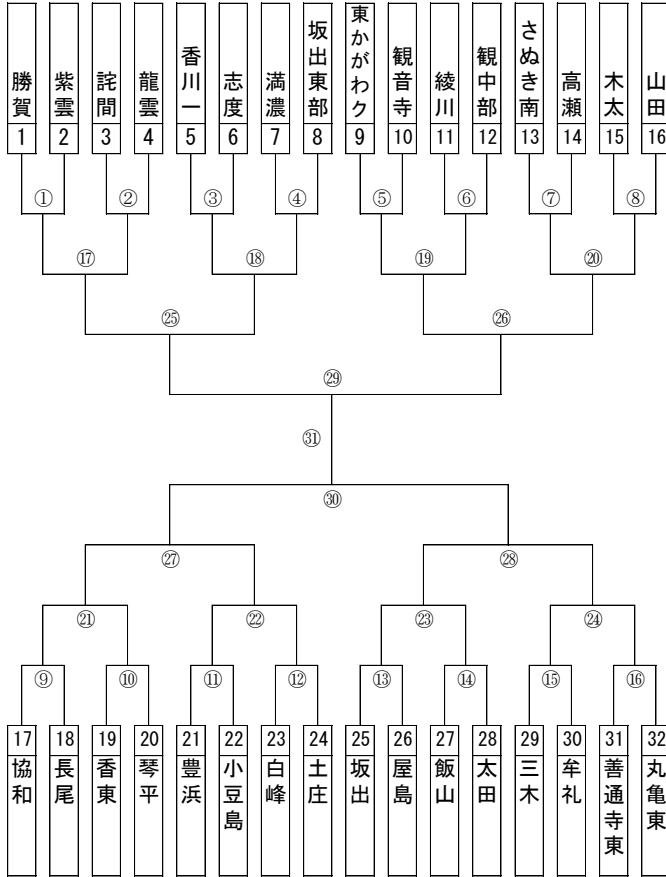 勝賀 紫雲 詫間 龍雲 香川一 志度 満濃 坂出東部 東かがわク 観音寺 綾川 観中部 さぬき南 高瀬 木太 山田
1 2 3 4 5 6 7 8 9 10 11 12 13 14 15 16
① ② ③ ④ ⑤ ⑥ ⑦ ⑧
⑰ ⑱ ⑲ ⑳
㉕ ㉖
㉙
㉛
㉚
㉗ ㉘
㉑ ㉒ ㉓ ㉔
⑨ ⑩ ⑪ ⑫ ⑬ ⑭ ⑮ ⑯
17 18 19 20 21 22 23 24 25 26 27 28 29 30 31 32
協和 長尾 香東 琴平 豊浜 小豆島 白峰 土庄 坂出 屋島 飯山 太田 三木 牟礼 善通寺東 丸亀東